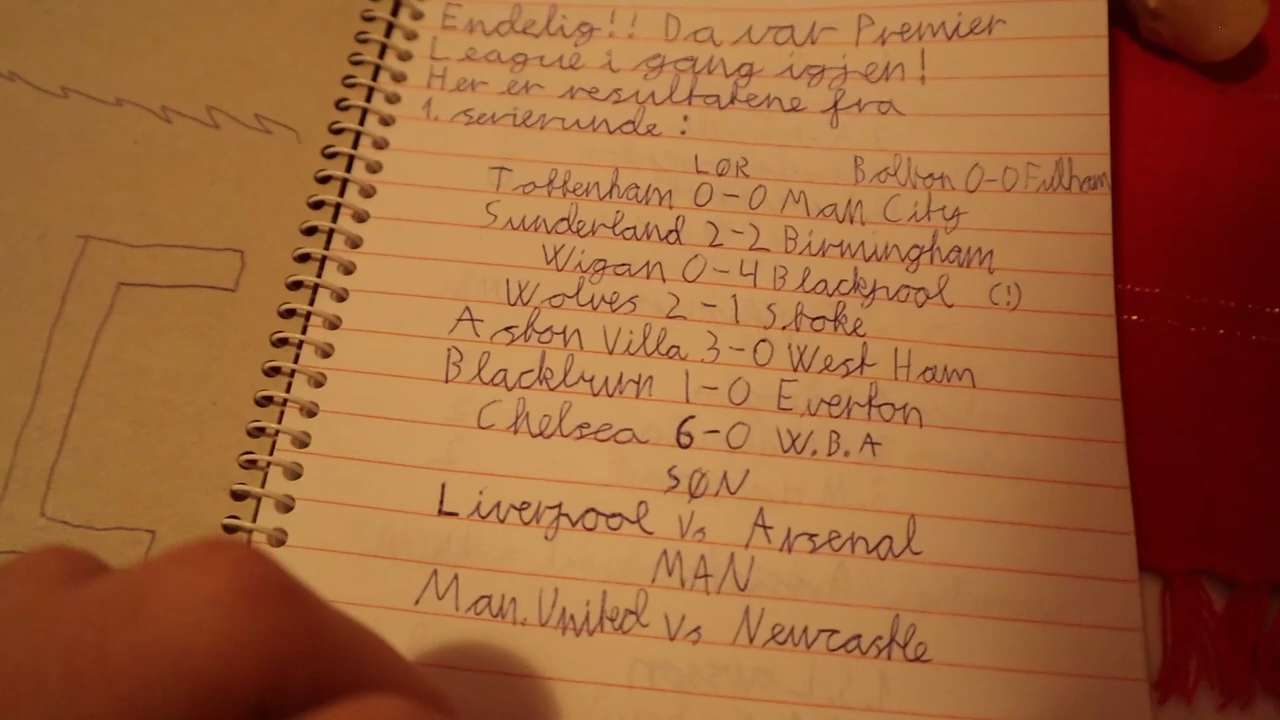 Endelig!! Da var Premier
League i gang igjen!
Her er resultatene fra
1. serierunde:
LØR
Bolton 0-0 Fulham
Tottenham 0-0 Man City
Sunderland 2-2 Birmingham
Wigan 0-4 Blackpool (!)
Wolves 2-1 Stoke
Aston Villa 3-0 West Ham
Blackburn 1-0 Everton
Chelsea 6-0 W.B.A
SØN
Liverpool Vs Arsenal
MAN
Man. United Vs Newcastle